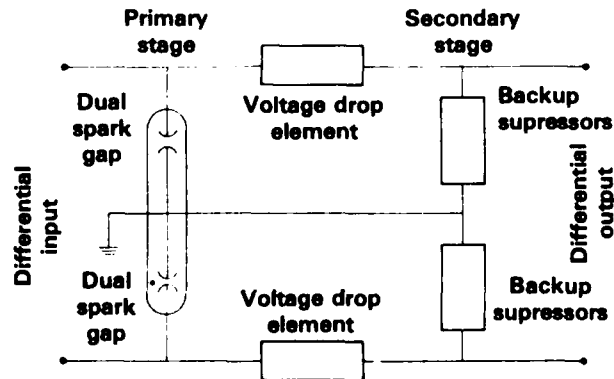 Primary
stage
Secondary
stage
Dual
spark
gap
Voltage drop
element
Backup
supressors
Differential
input
Differential
output
Dual
spark
gap
Voltage drop
element
Backup
supressors